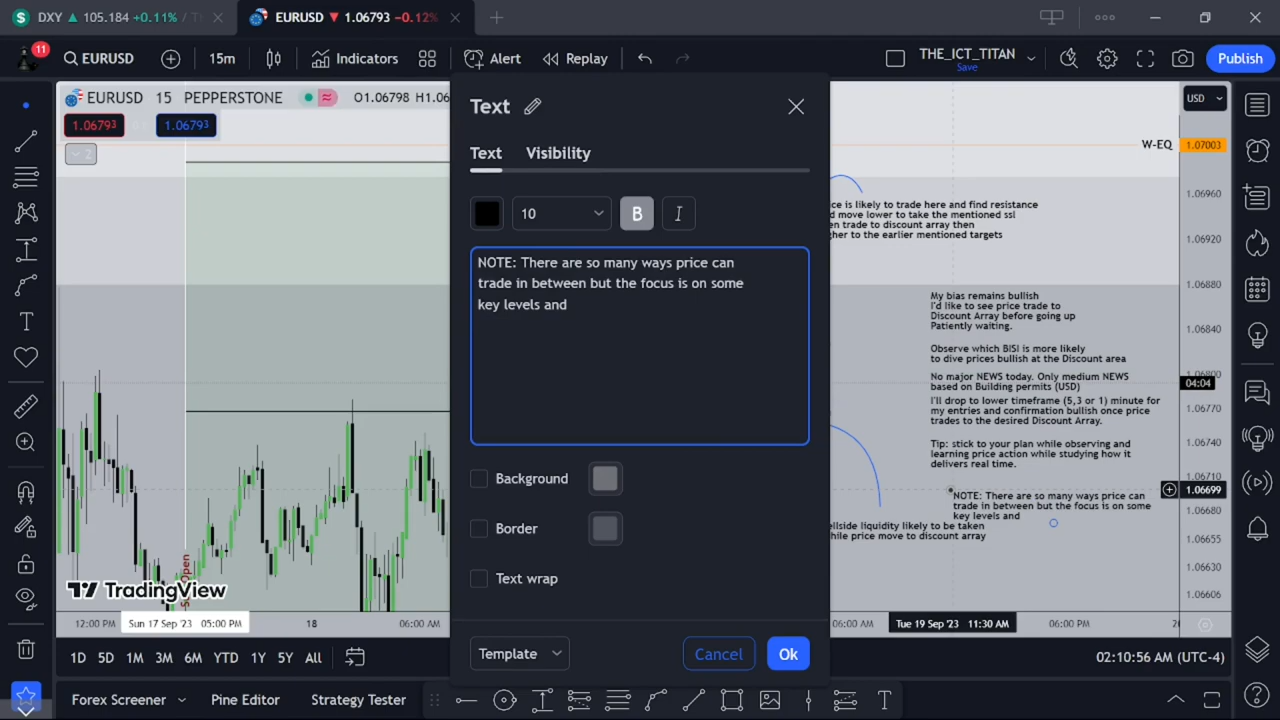 DXY ▲ 105.184 +0.11% /
EURUSD ▼ 1.06793 −0.12%
11
EURUSD
15m
Indicators
Alert
Replay
THE_ICT_TITAN
Save
Publish
EURUSD 15 PEPPERSTONE
O1.06798 H1.06
1.06793
1.06793
2
Text
Text
Visibility
10
B
I
NOTE: There are so many ways price can
trade in between but the focus is on some
key levels and
Background
Border
Text wrap
Template
Cancel
Ok
USD
W-EQ
1.07003
1.06960
1.06920
1.06880
1.06840
1.06800
04:04
1.06770
1.06740
1.06710
1.06699
1.06680
1.06655
1.06630
1.06606
ce is likely to trade here and find resistance
d move lower to take the mentioned ssl
en trade to discount array then
gher to the earlier mentioned targets
My bias remains bullish
I'd like to see price trade to
Discount Array before going up
Patiently waiting.
Observe which BISI is more likely
to dive prices bullish at the Discount area
No major NEWS today. Only medium NEWS
based on Building permits (USD)
I'll drop to lower timeframe (5,3 or 1) minute for
my entries and confirmation bullish once price
trades to the desired Discount Array.
Tip: stick to your plan while observing and
learning price action while studying how it
delivers real time.
NOTE: There are so many ways price can
trade in between but the focus is on some
key levels and
ellside liquidity likely to be taken
hile price move to discount array
TradingView
12:00 PM
Sun 17 Sep '23 05:00 PM
18
06:00 AM
06:00 AM
Tue 19 Sep '23 11:30 AM
06:00 PM
1D 5D 1M 3M 6M YTD 1Y 5Y All
02:10:56 AM (UTC-4)
Forex Screener
Pine Editor
Strategy Tester